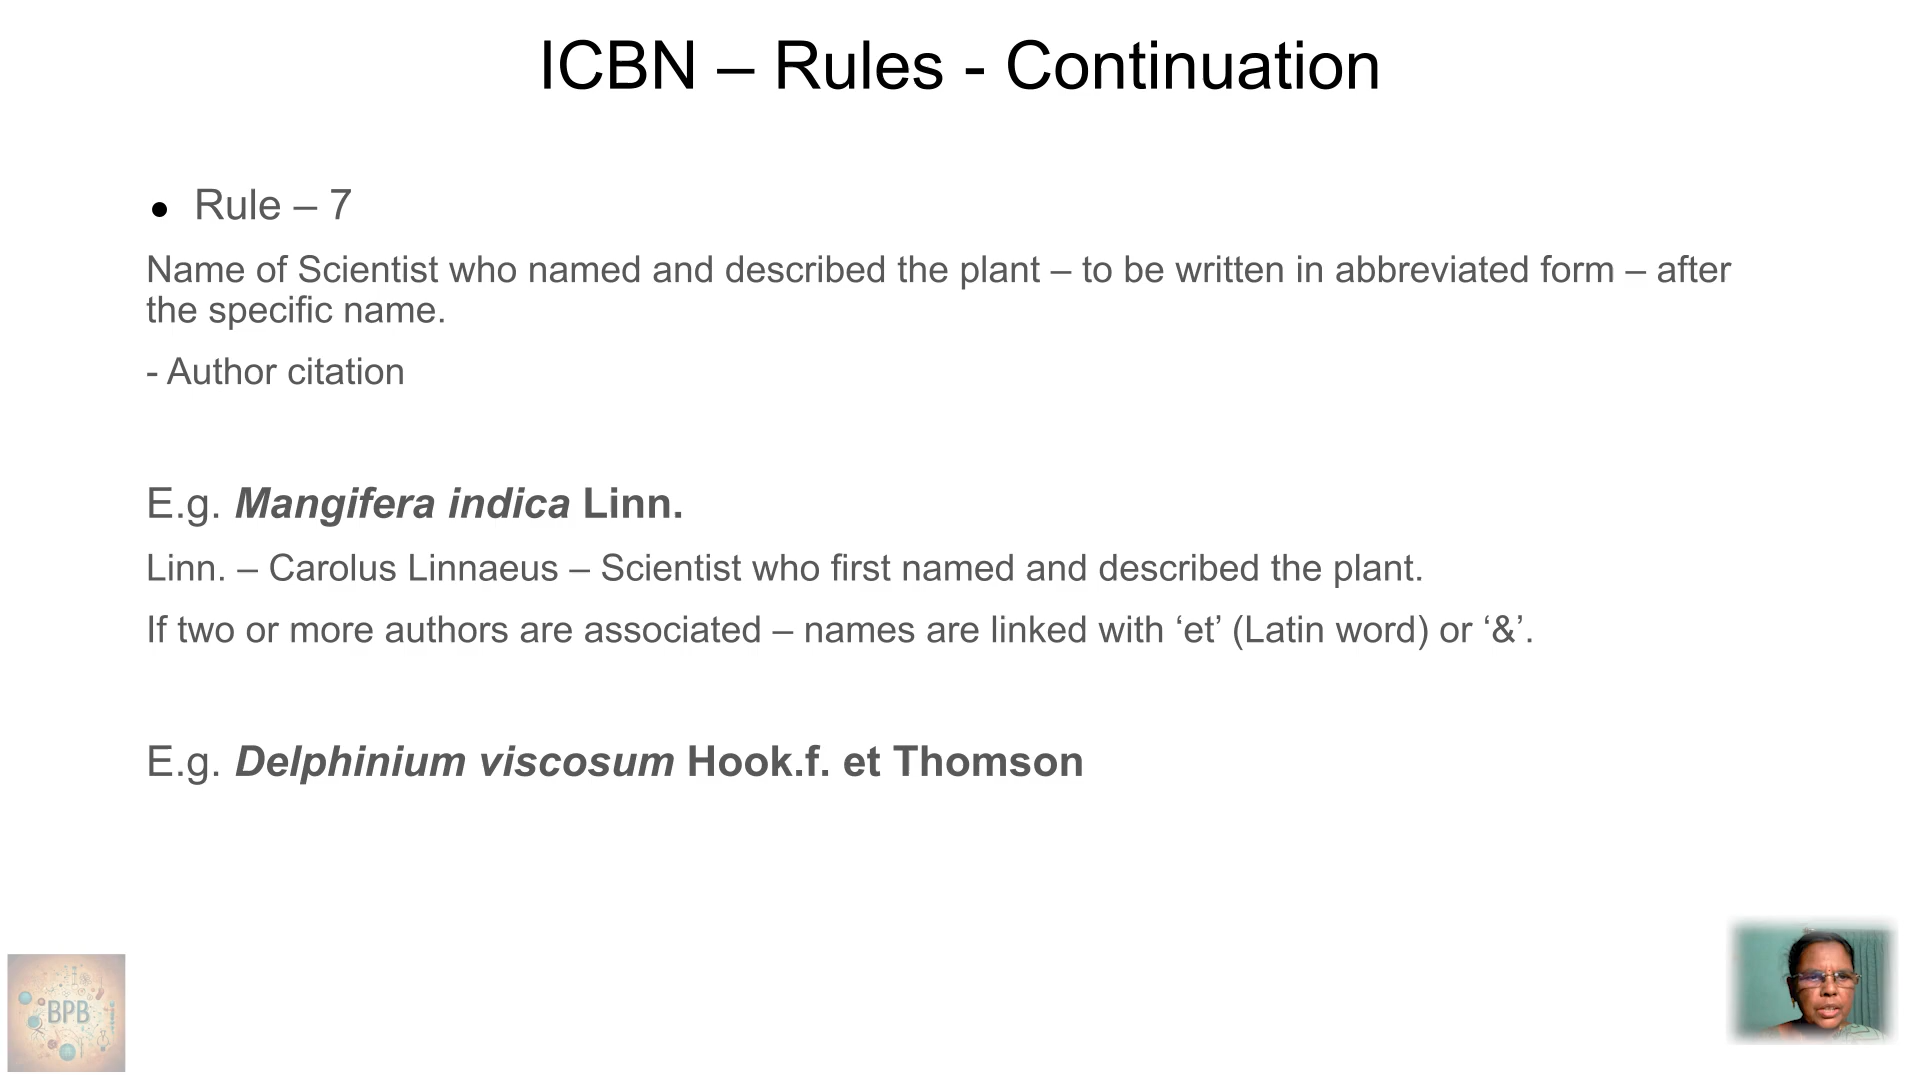 ICBN – Rules - Continuation
● Rule – 7
Name of Scientist who named and described the plant – to be written in abbreviated form – after
the specific name.
- Author citation
E.g. Mangifera indica Linn.
Linn. – Carolus Linnaeus – Scientist who first named and described the plant.
If two or more authors are associated – names are linked with ‘et’ (Latin word) or ‘&’.
E.g. Delphinium viscosum Hook.f. et Thomson
BPB